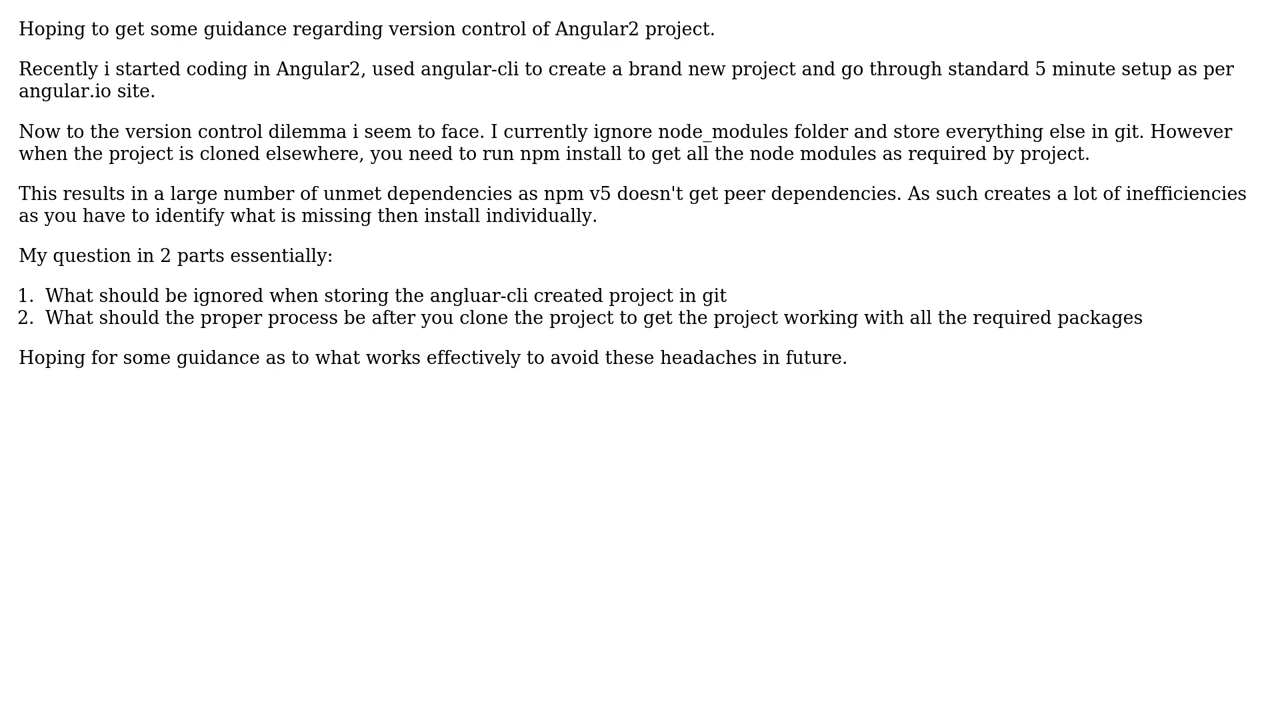 Hoping to get some guidance regarding version control of Angular2 project.
Recently i started coding in Angular2, used angular-cli to create a brand new project and go through standard 5 minute setup as per
angular.io site.
Now to the version control dilemma i seem to face. I currently ignore node_modules folder and store everything else in git. However
when the project is cloned elsewhere, you need to run npm install to get all the node modules as required by project.
This results in a large number of unmet dependencies as npm v5 doesn't get peer dependencies. As such creates a lot of inefficiencies
as you have to identify what is missing then install individually.
My question in 2 parts essentially:
1. What should be ignored when storing the angluar-cli created project in git
2. What should the proper process be after you clone the project to get the project working with all the required packages
Hoping for some guidance as to what works effectively to avoid these headaches in future.